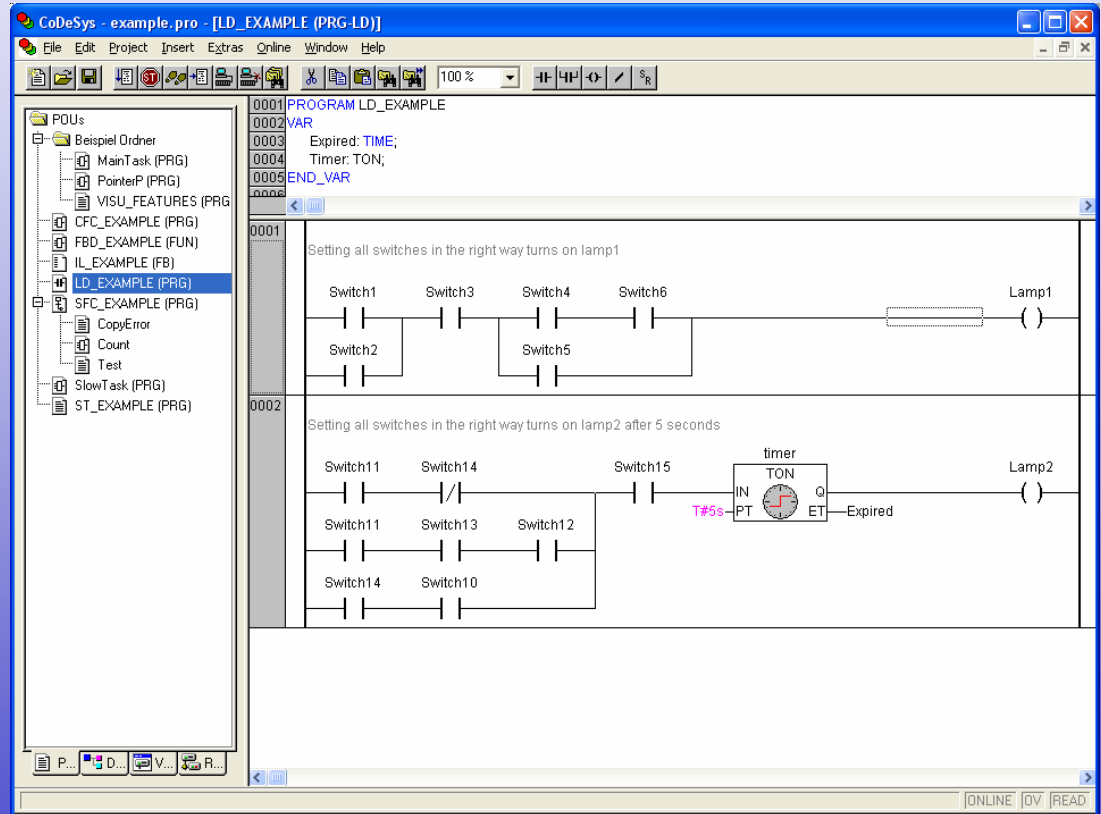 CoDeSys - example.pro - [LD_EXAMPLE (PRG-LD)]
File Edit Project Insert Extras Online Window Help
100 %
POUs
Beispiel Ordner
MainTask (PRG)
PointerP (PRG)
VISU_FEATURES (PRG
CFC_EXAMPLE (PRG)
FBD_EXAMPLE (FUN)
IL_EXAMPLE (FB)
LD_EXAMPLE (PRG)
SFC_EXAMPLE (PRG)
CopyError
Count
Test
SlowTask (PRG)
ST_EXAMPLE (PRG)
P... D... V... R...
0001 PROGRAM LD_EXAMPLE
0002 VAR
0003 Expired: TIME;
0004 Timer: TON;
0005 END_VAR
0006
0001
Setting all switches in the right way turns on lamp1
Switch1 Switch3 Switch4 Switch6 Lamp1
Switch2 Switch5
0002
Setting all switches in the right way turns on lamp2 after 5 seconds
timer
Switch11 Switch14 Switch15 TON Lamp2
IN Q
T#5s PT ET Expired
Switch11 Switch13 Switch12
Switch14 Switch10
ONLINE OV READ